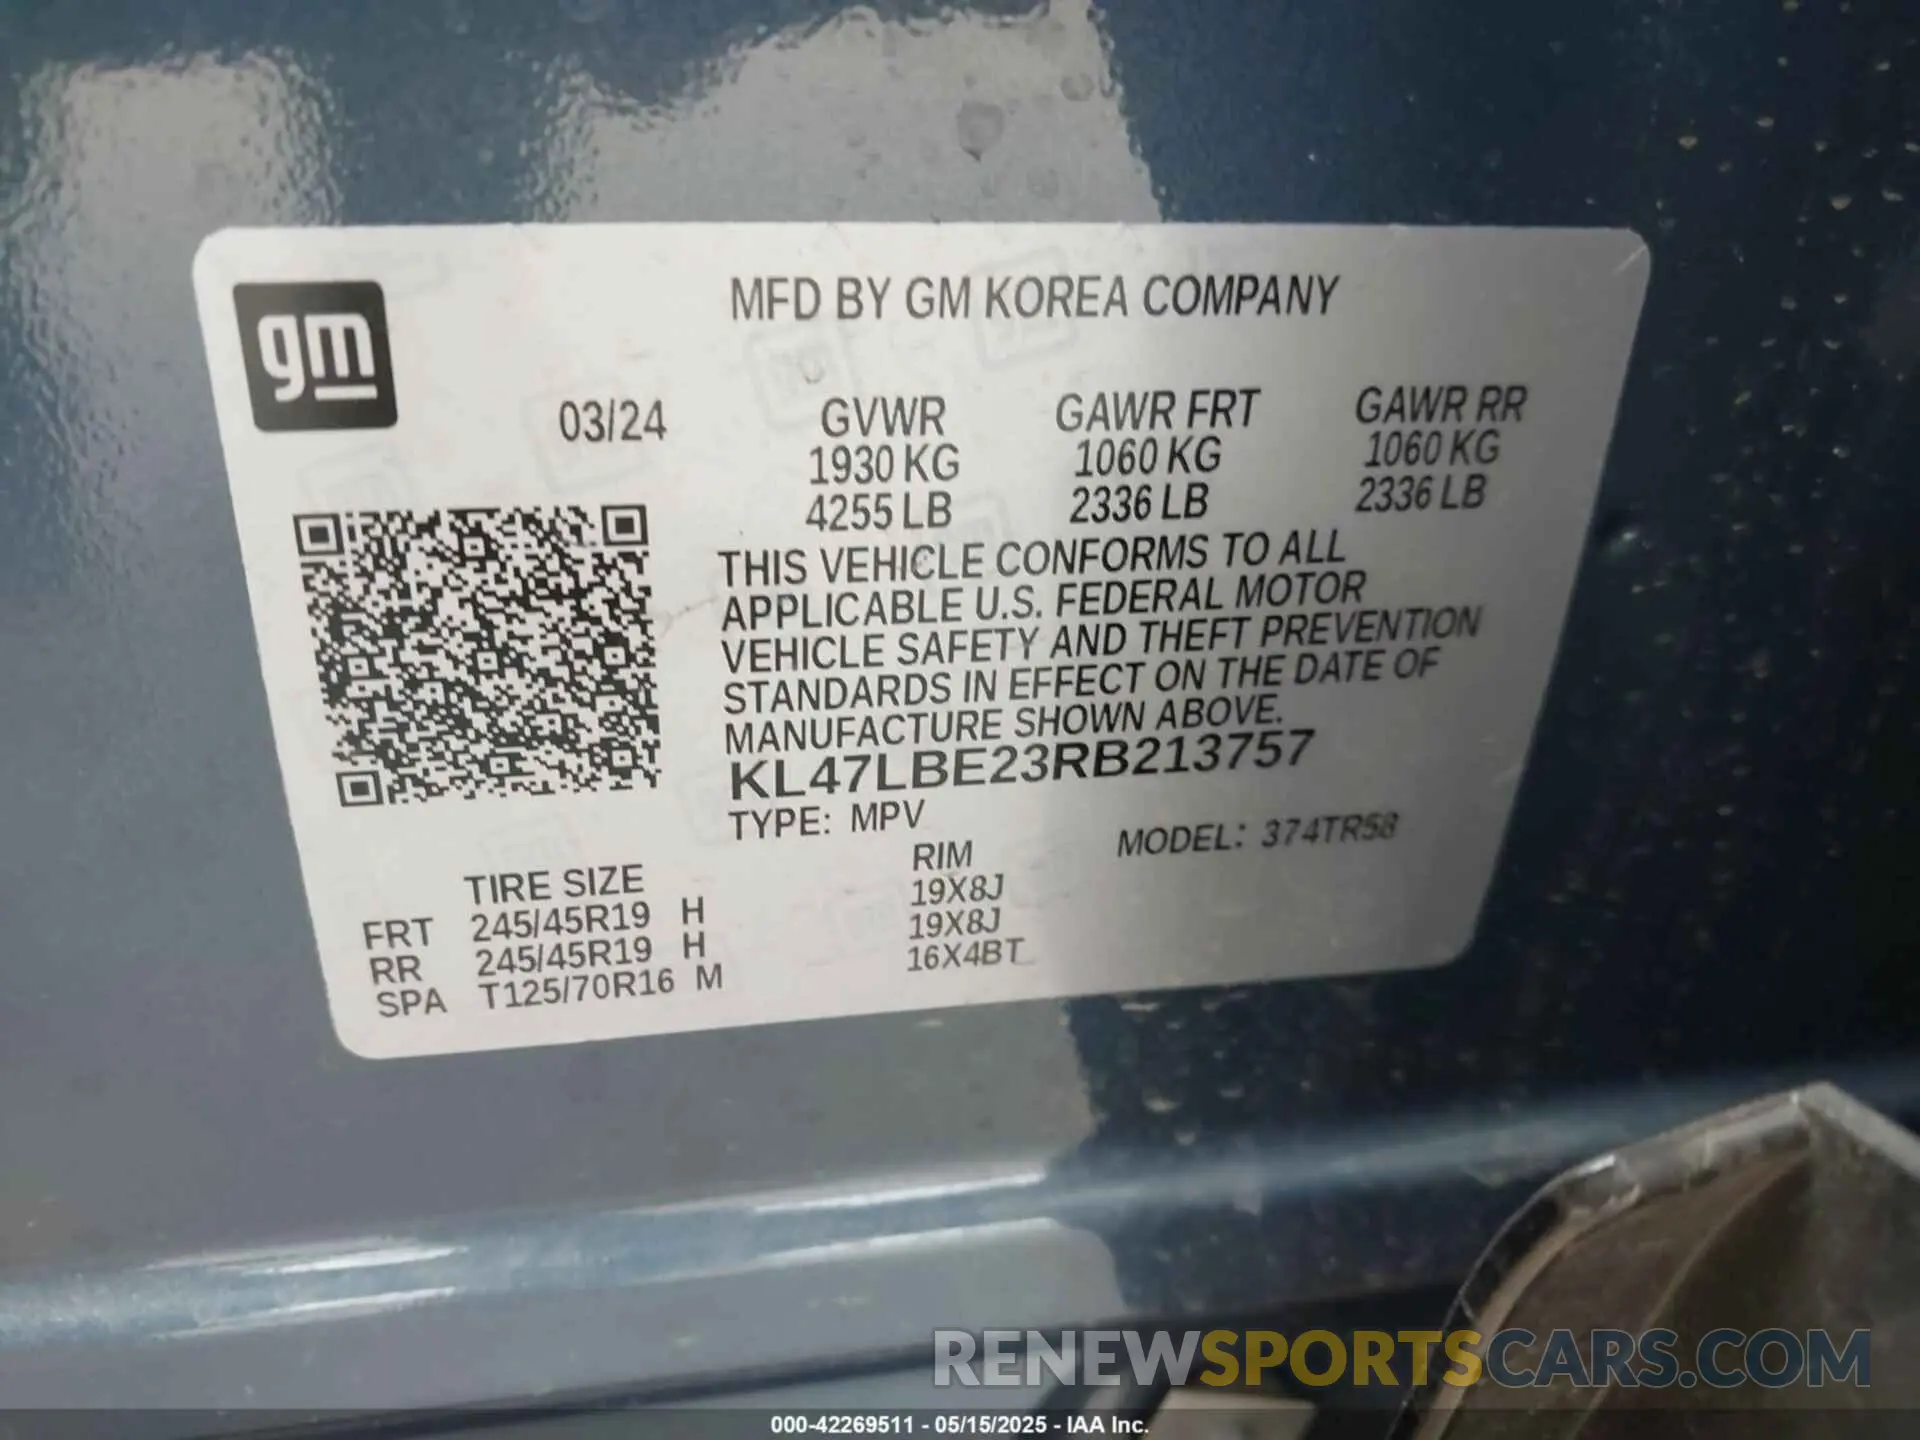 gm
MFD BY GM KOREA COMPANY
03/24
GVWR GAWR FRT GAWR RR
1930 KG 1060 KG 1060 KG
4255 LB 2336 LB 2336 LB
THIS VEHICLE CONFORMS TO ALL
APPLICABLE U.S. FEDERAL MOTOR
VEHICLE SAFETY AND THEFT PREVENTION
STANDARDS IN EFFECT ON THE DATE OF
MANUFACTURE SHOWN ABOVE.
KL47LBE23RB213757
TYPE: MPV MODEL: 374TR58
TIRE SIZE RIM
FRT 245/45R19 H 19X8J
RR 245/45R19 H 19X8J
SPA T125/70R16 M 16X4BT
RENEWSPORTSCARS.COM
000-42269511 - 05/15/2025 - IAA Inc.